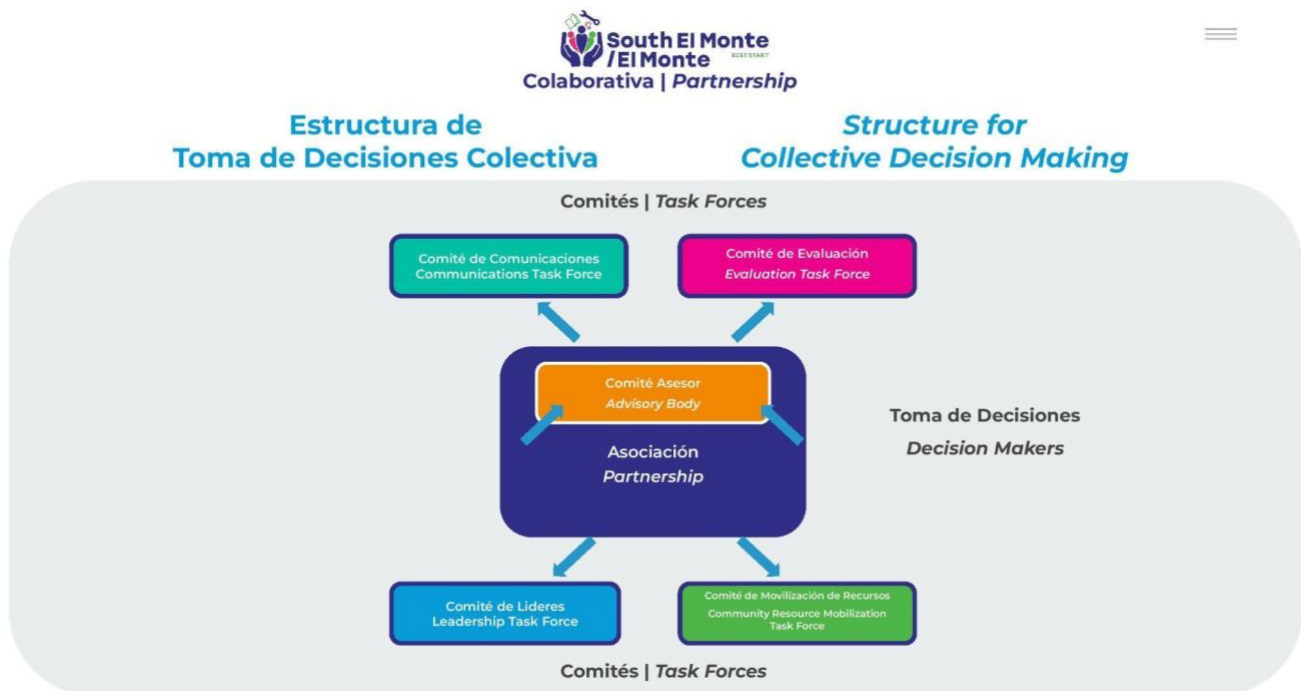 South El Monte
/El Monte
BEST START
Colaborativa | Partnership
Estructura de
Toma de Decisiones Colectiva
Structure for
Collective Decision Making
Comités | Task Forces
Comité de Comunicaciones
Communications Task Force
Comité de Evaluación
Evaluation Task Force
Comité Asesor
Advisory Body
Asociación
Partnership
Toma de Decisiones
Decision Makers
Comité de Lideres
Leadership Task Force
Comité de Movilización de Recursos
Community Resource Mobilization
Task Force
Comités | Task Forces